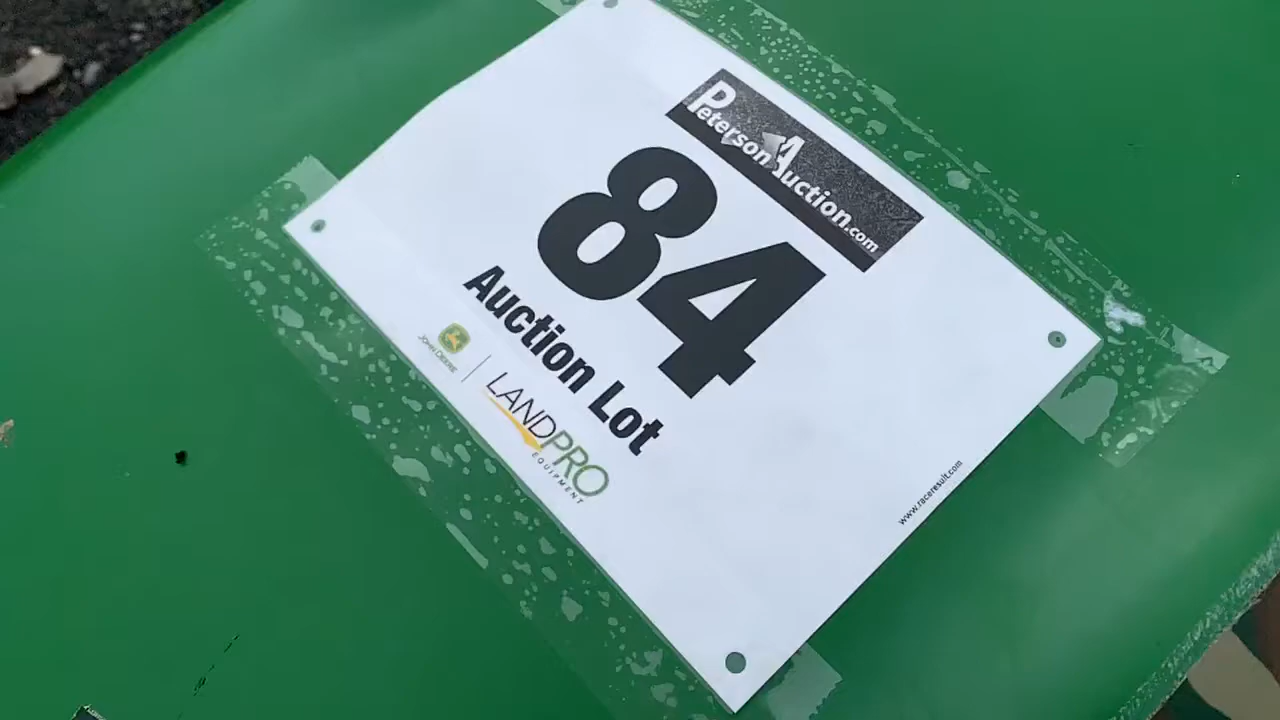 PetersonAuction.com
84
Auction Lot
JOHN DEERE
LANDPRO
EQUIPMENT
www.raceresult.com